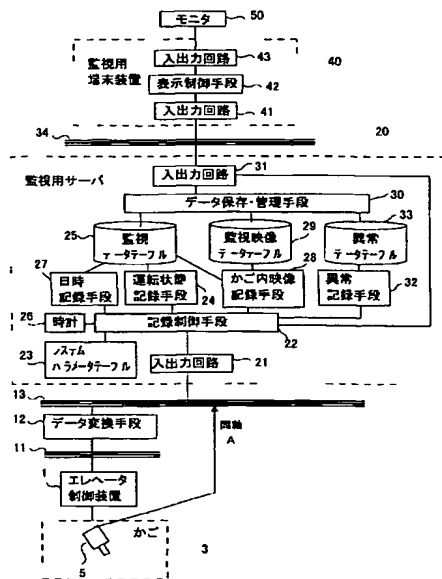 モニタ 50
入出力回路 43
監視用
端末装置
40
表示制御手段 42
入出力回路 41
34
20
入出力回路 31
監視用サーバ
データ保存・管理手段 30
25 監視
データテーブル
監視映像 29
データテーブル
異常 33
データテーブル
27 日時
記録手段
運転状態
記録手段 24
かご内映像 28
記録手段
異常
記録手段 32
26 時計
記録制御手段 22
23 システム
パラメータテーブル
入出力回路 21
13
12 データ変換手段
A
11
1 エレベータ
制御装置
かご
3
5